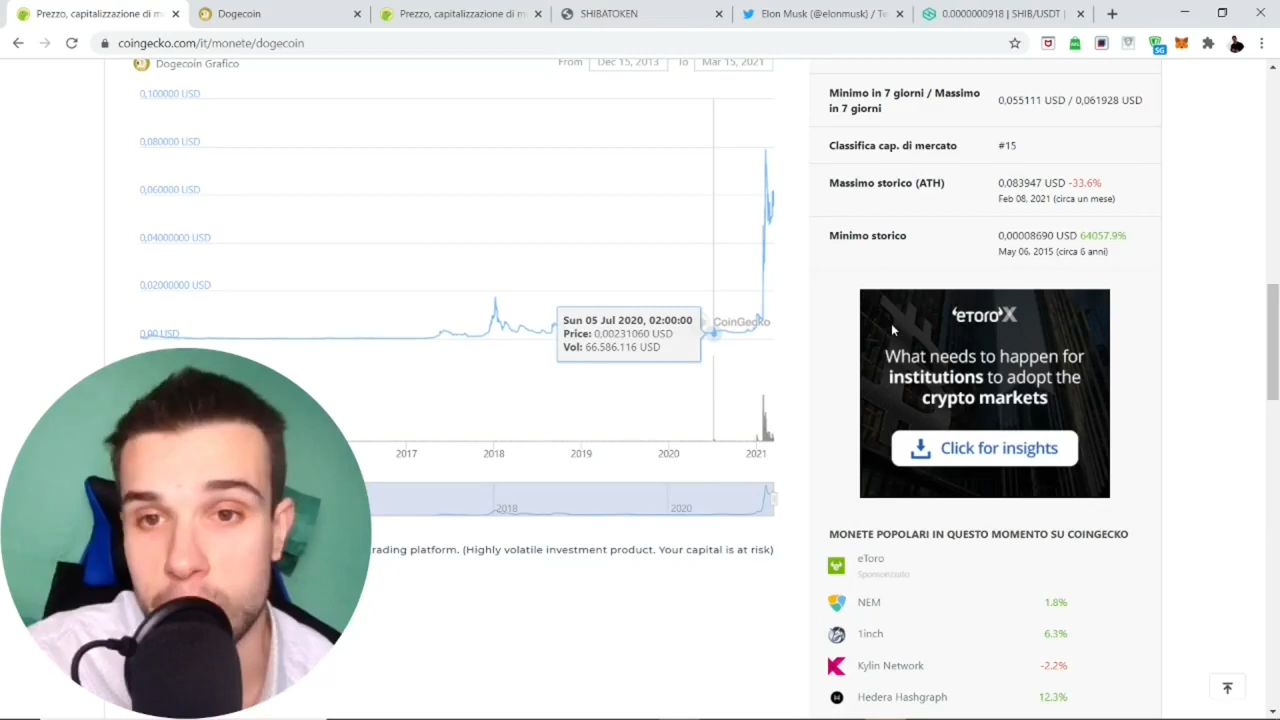 Prezzo, capitalizzazione di m
Dogecoin
Prezzo, capitalizzazione di m
SHIBATOKEN
Elon Musk (@elonmusk) / Tw
0.0000000918 | SHIB/USDT |
coingecko.com/it/monete/dogecoin
SG
Dogecoin Grafico
From Dec 15, 2013 To Mar 15, 2021
0,100000 USD
0,080000 USD
0,060000 USD
0,04000000 USD
0,02000000 USD
0,00 USD
Sun 05 Jul 2020, 02:00:00
Price: 0,00231060 USD
Vol: 66.586.116 USD
CoinGecko
2017 2018 2019 2020 2021
2018 2020
rading platform. (Highly volatile investment product. Your capital is at risk)
Minimo in 7 giorni / Massimo
in 7 giorni
0,055111 USD / 0,061928 USD
Classifica cap. di mercato
#15
Massimo storico (ATH)
0,083947 USD -33.6%
Feb 08, 2021 (circa un mese)
Minimo storico
0,00008690 USD 64057.9%
May 06, 2015 (circa 6 anni)
eToroX
What needs to happen for
institutions to adopt the
crypto markets
Click for insights
MONETE POPOLARI IN QUESTO MOMENTO SU COINGECKO
eToro
Sponsorizzato
NEM 1.8%
1inch 6.3%
Kylin Network -2.2%
Hedera Hashgraph 12.3%